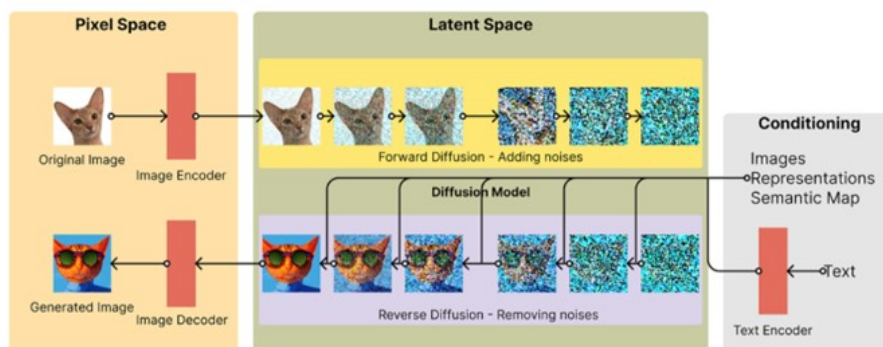 Pixel Space
Latent Space
Original Image
Image Encoder
Forward Diffusion - Adding noises
Conditioning
Images
Representations
Semantic Map
Diffusion Model
Generated Image
Image Decoder
Reverse Diffusion - Removing noises
Text
Text Encoder